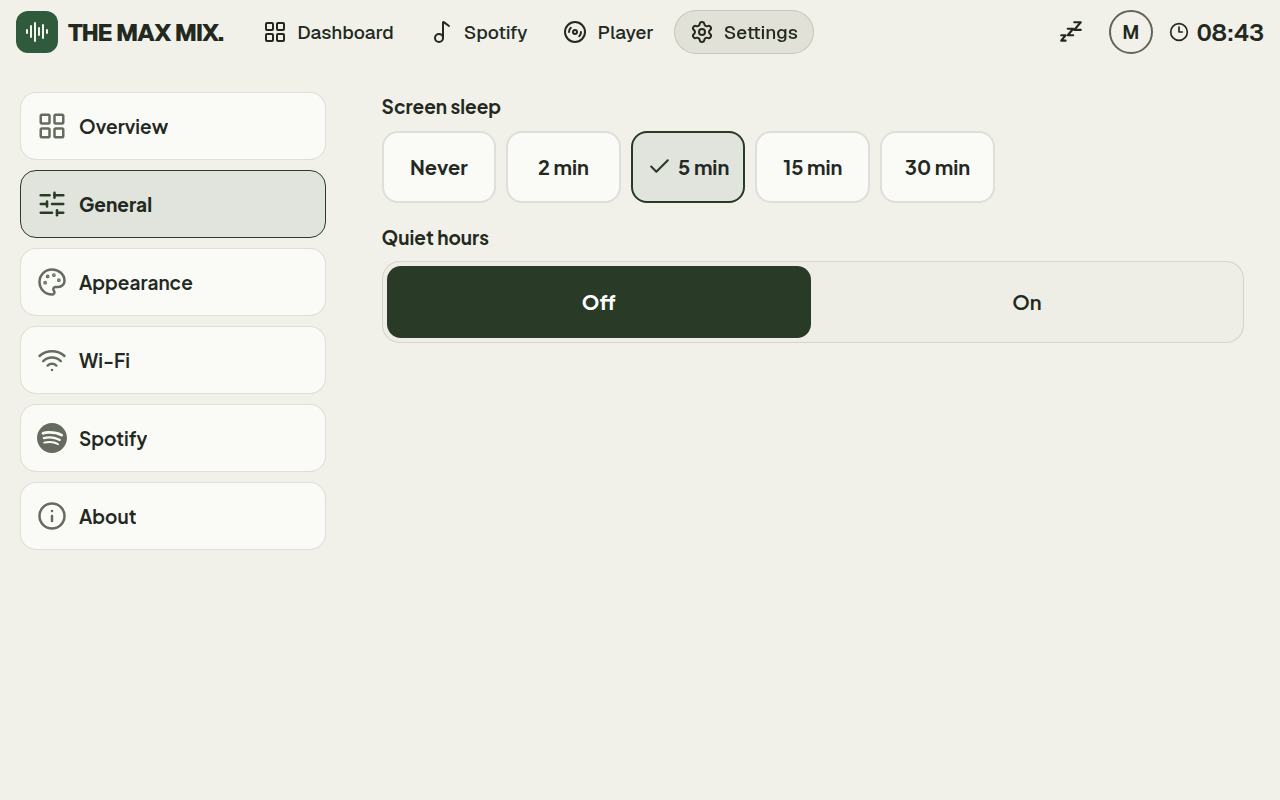 THE MAX MIX.
Dashboard
Spotify
Player
Settings
zzz
M
08:43
Overview
General
Appearance
Wi-Fi
Spotify
About
Screen sleep
Never
2 min
5 min
15 min
30 min
Quiet hours
Off
On